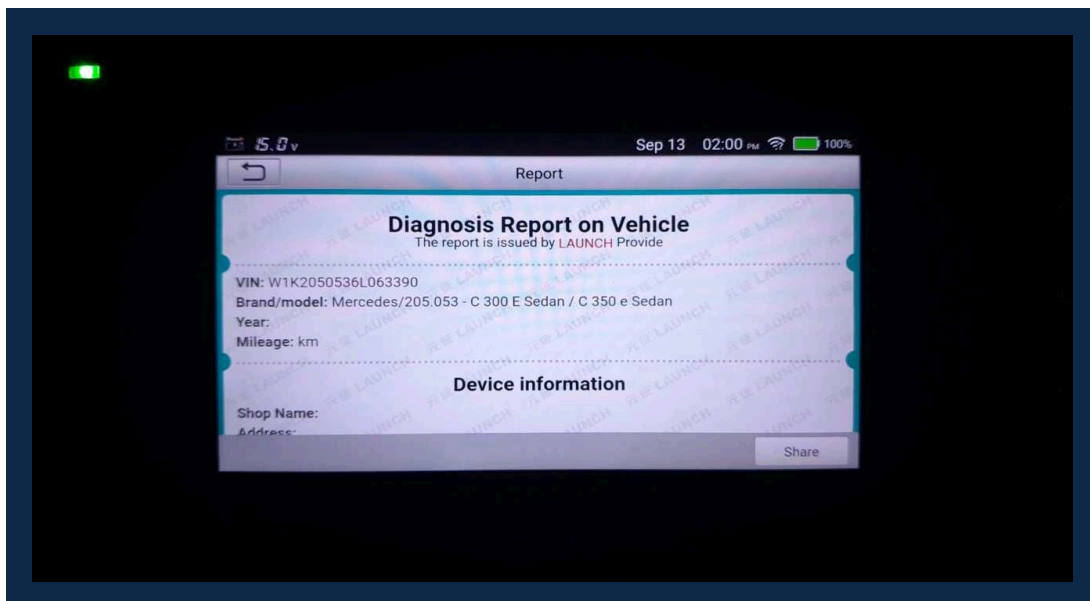 15.0 v
Sep 13 02:00 PM 100%
Report
Diagnosis Report on Vehicle
The report is issued by LAUNCH Provide
VIN: W1K2050536L063390
Brand/model: Mercedes/205.053 - C 300 E Sedan / C 350 e Sedan
Year:
Mileage: km
Device information
Shop Name:
Address:
Share